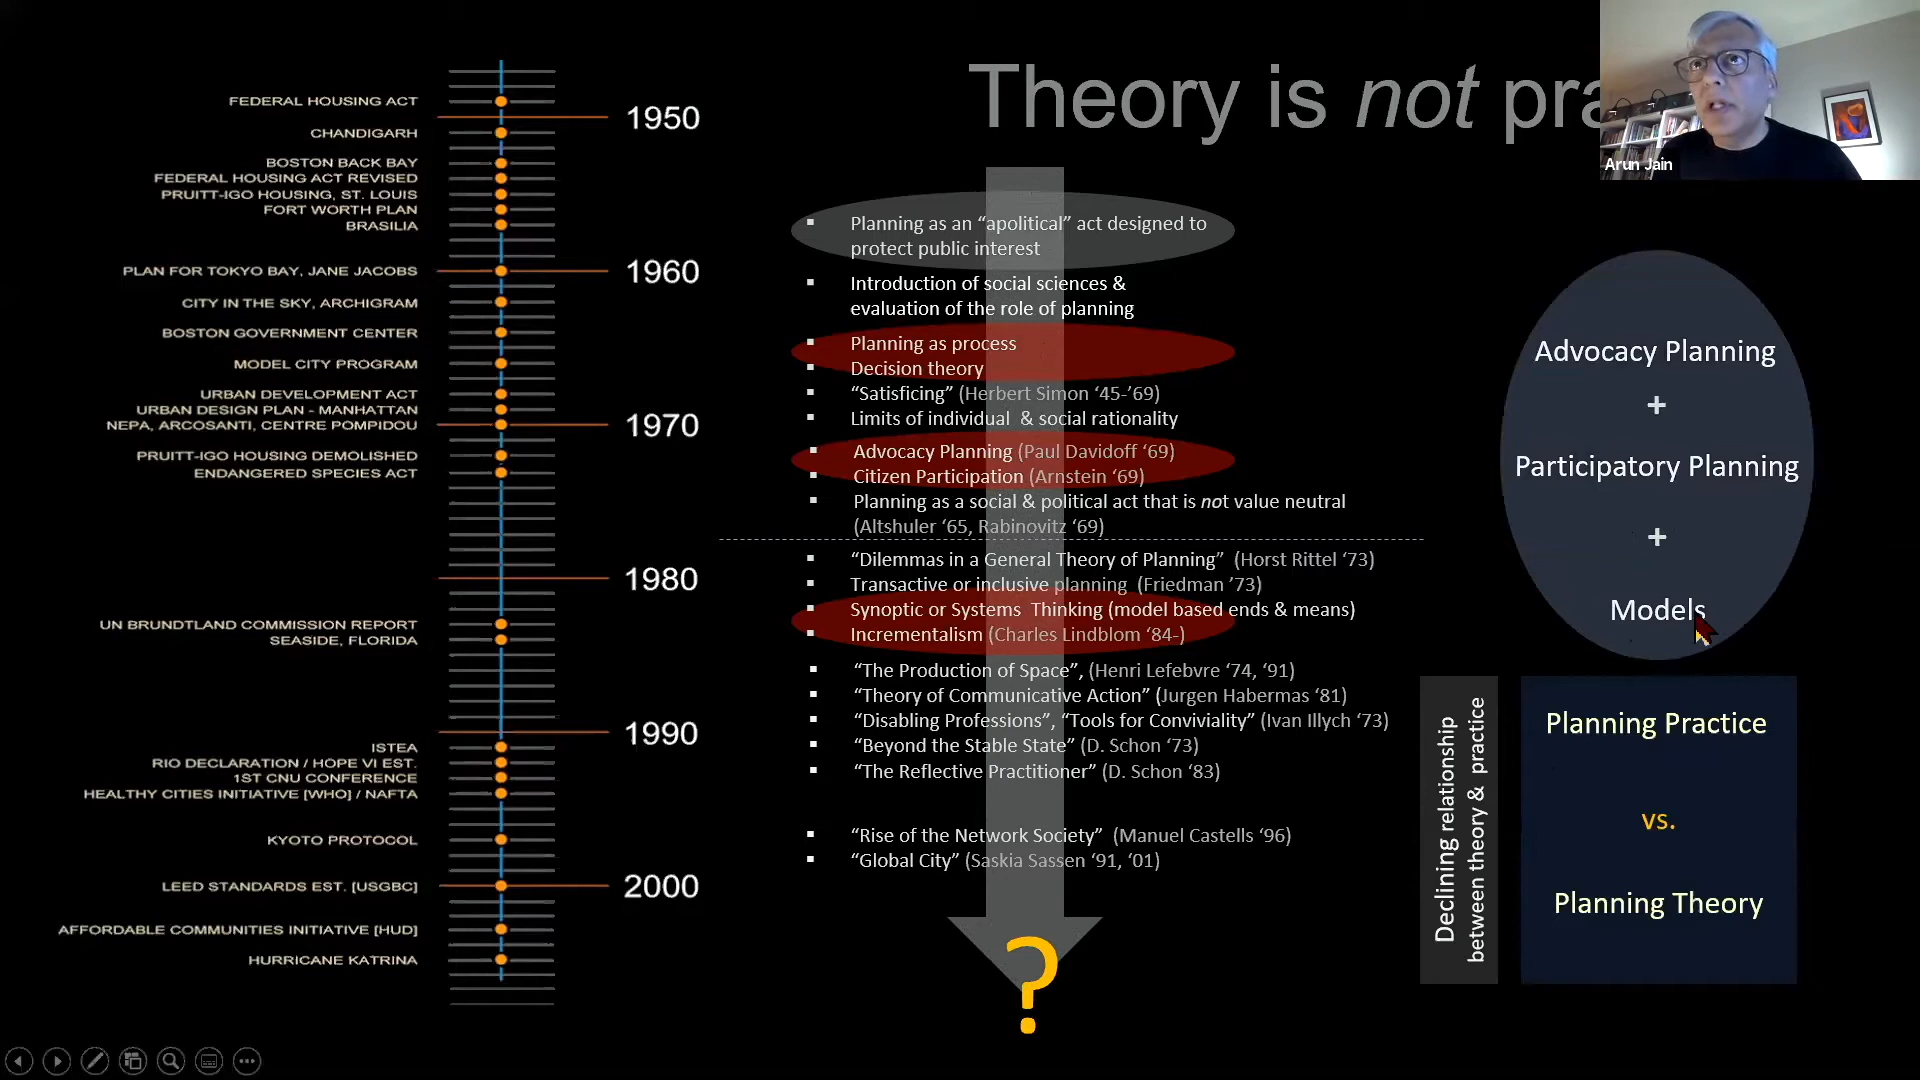 Theory is not pra
Arun Jain
FEDERAL HOUSING ACT
1950
CHANDIGARH
BOSTON BACK BAY
FEDERAL HOUSING ACT REVISED
PRUITT-IGO HOUSING, ST. LOUIS
FORT WORTH PLAN
BRASILIA
PLAN FOR TOKYO BAY, JANE JACOBS
1960
CITY IN THE SKY, ARCHIGRAM
BOSTON GOVERNMENT CENTER
MODEL CITY PROGRAM
URBAN DEVELOPMENT ACT
URBAN DESIGN PLAN - MANHATTAN
NEPA, ARCOSANTI, CENTRE POMPIDOU
1970
PRUITT-IGO HOUSING DEMOLISHED
ENDANGERED SPECIES ACT
1980
UN BRUNDTLAND COMMISSION REPORT
SEASIDE, FLORIDA
1990
ISTEA
RIO DECLARATION / HOPE VI EST.
1ST CNU CONFERENCE
HEALTHY CITIES INITIATIVE [WHO] / NAFTA
KYOTO PROTOCOL
LEED STANDARDS EST. [USGBC]
2000
AFFORDABLE COMMUNITIES INITIATIVE [HUD]
HURRICANE KATRINA
▪ Planning as an “apolitical” act designed to
protect public interest
▪ Introduction of social sciences &
evaluation of the role of planning
▪ Planning as process
▪ Decision theory
▪ “Satisficing” (Herbert Simon ‘45-’69)
▪ Limits of individual & social rationality
▪ Advocacy Planning (Paul Davidoff ‘69)
▪ Citizen Participation (Arnstein ‘69)
▪ Planning as a social & political act that is not value neutral
(Altshuler ‘65, Rabinovitz ‘69)
▪ “Dilemmas in a General Theory of Planning” (Horst Rittel ‘73)
▪ Transactive or inclusive planning (Friedman ’73)
▪ Synoptic or Systems Thinking (model based ends & means)
▪ Incrementalism (Charles Lindblom ‘84-)
▪ “The Production of Space”, (Henri Lefebvre ‘74, ‘91)
▪ “Theory of Communicative Action” (Jurgen Habermas ‘81)
▪ “Disabling Professions”, “Tools for Conviviality” (Ivan Illych ‘73)
▪ “Beyond the Stable State” (D. Schon ‘73)
▪ “The Reflective Practitioner” (D. Schon ‘83)
▪ “Rise of the Network Society” (Manuel Castells ‘96)
▪ “Global City” (Saskia Sassen ‘91, ‘01)
?
Advocacy Planning
+
Participatory Planning
+
Models
Declining relationship
between theory & practice
Planning Practice
vs.
Planning Theory